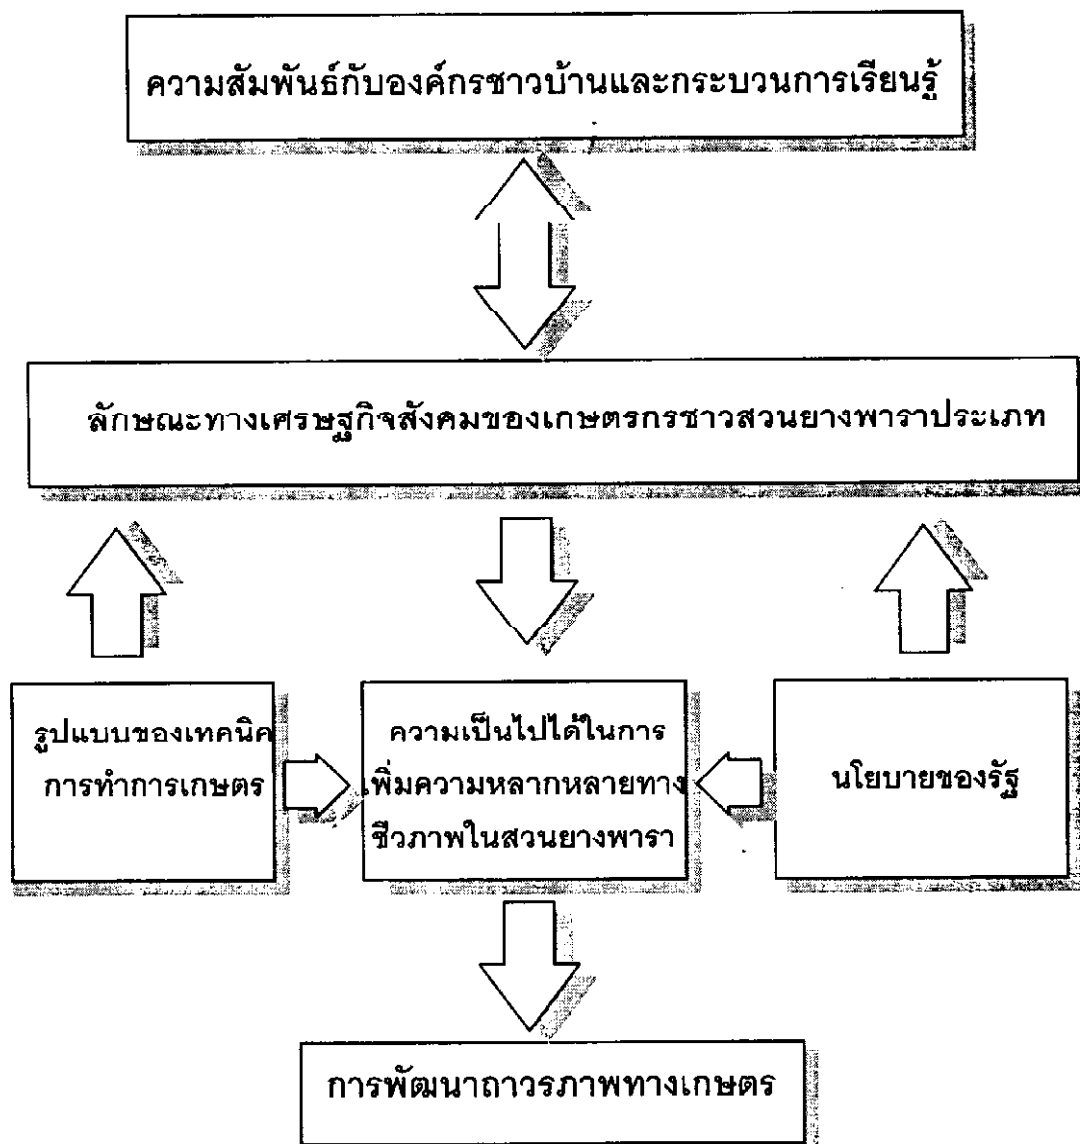 ความสัมพันธ์กับองค์กรชาวบ้านและกระบวนการเรียนรู้
ลักษณะทางเศรษฐกิจสังคมของเกษตรกรชาวสวนยางพาราประเภท
รูปแบบของเทคนิค
การทำการเกษตร
ความเป็นไปได้ในการ
เพิ่มความหลากหลายทาง
ชีวภาพในสวนยางพารา
นโยบายของรัฐ
การพัฒนาถาวรภาพทางเกษตร